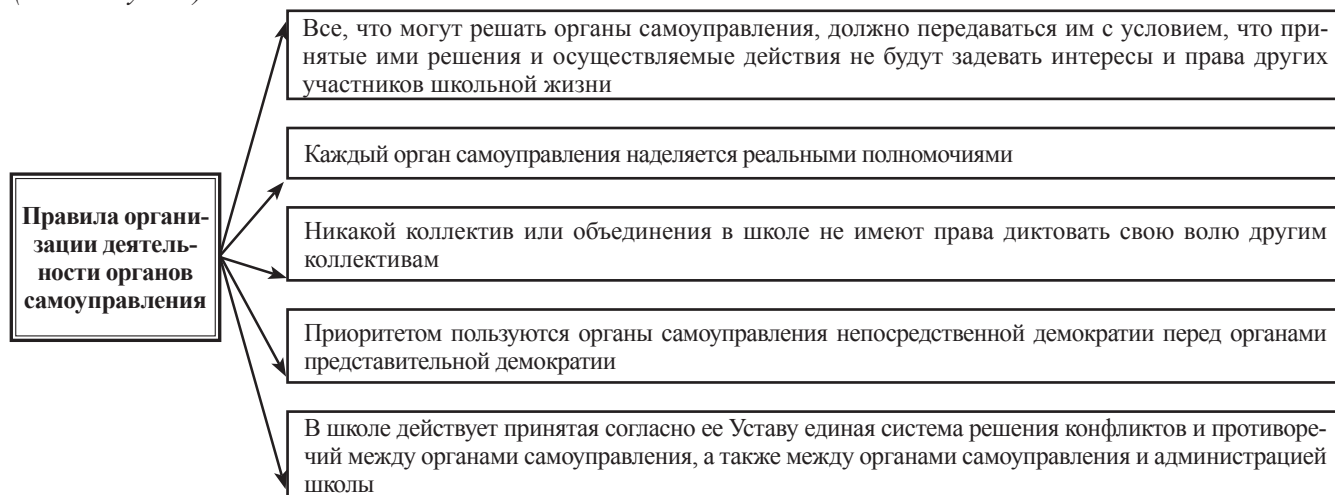 Все, что могут решать органы самоуправления, должно передаваться им с условием, что при-
нятые ими решения и осуществляемые действия не будут задевать интересы и права других
участников школьной жизни
Каждый орган самоуправления наделяется реальными полномочиями
Правила органи-
зации деятель-
ности органов
самоуправления
Никакой коллектив или объединения в школе не имеют права диктовать свою волю другим
коллективам
Приоритетом пользуются органы самоуправления непосредственной демократии перед органами
представительной демократии
В школе действует принятая согласно ее Уставу единая система решения конфликтов и противоре-
чий между органами самоуправления, а также между органами самоуправления и администрацией
школы